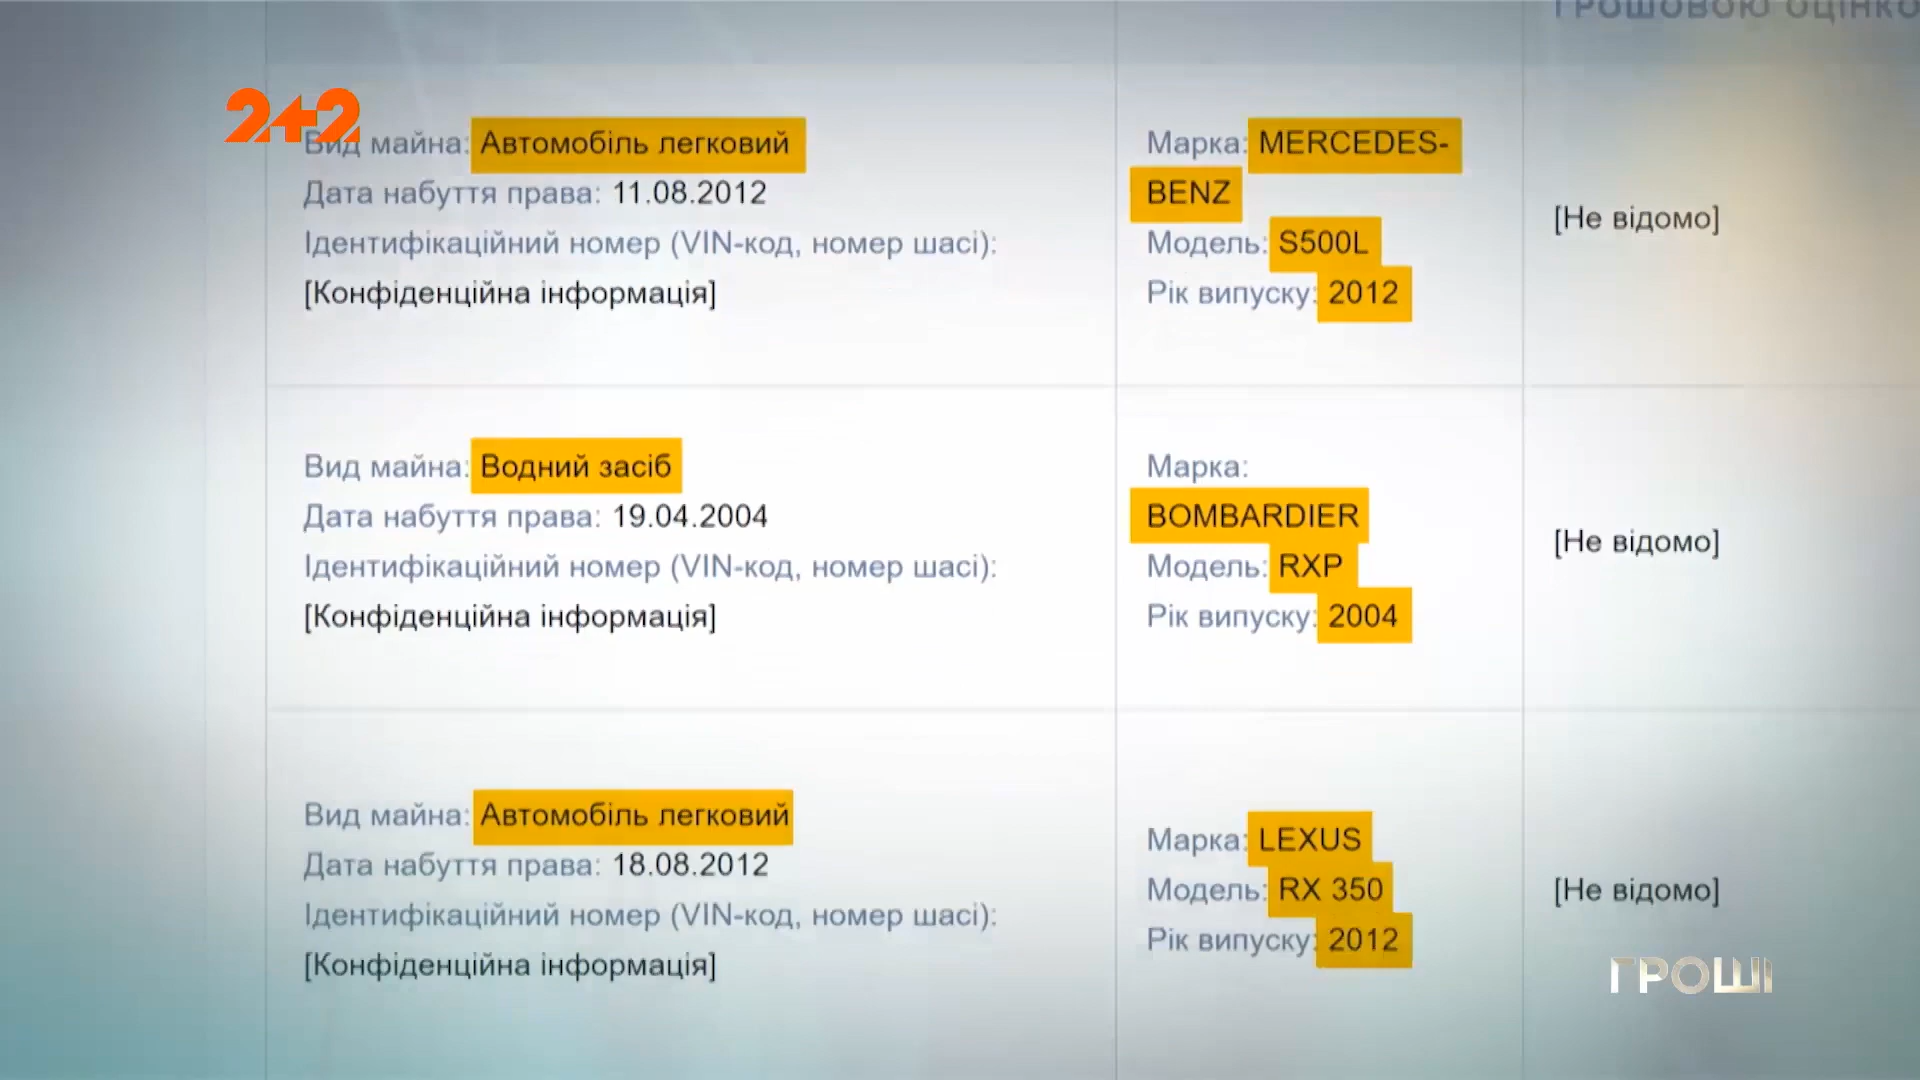 ГРОШОВОЮ ОЦІНКО
2+2
Вид майна: Автомобіль легковий
Дата набуття права: 11.08.2012
Ідентифікаційний номер (VIN-код, номер шасі):
[Конфіденційна інформація]
Марка: MERCEDES-
BENZ
Модель: S500L
Рік випуску: 2012
[Не відомо]
Вид майна: Водний засіб
Дата набуття права: 19.04.2004
Ідентифікаційний номер (VIN-код, номер шасі):
[Конфіденційна інформація]
Марка:
BOMBARDIER
Модель: RXP
Рік випуску: 2004
[Не відомо]
Вид майна: Автомобіль легковий
Дата набуття права: 18.08.2012
Ідентифікаційний номер (VIN-код, номер шасі):
[Конфіденційна інформація]
Марка: LEXUS
Модель: RX 350
Рік випуску: 2012
[Не відомо]
ГРОШІ